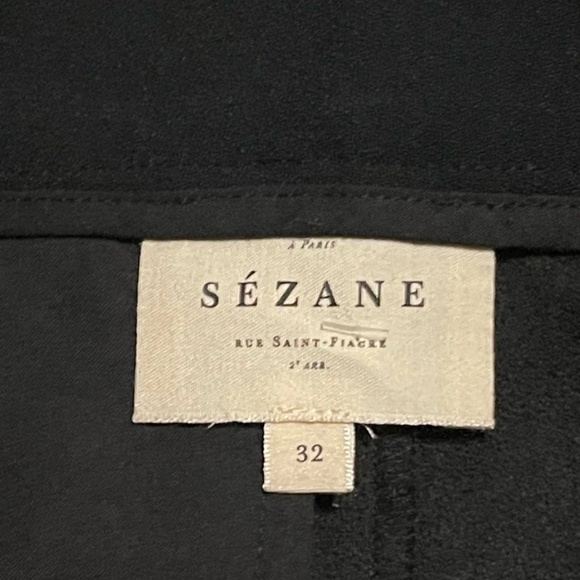 À PARIS
SÉZANE
RUE SAINT-FIACRE
2e ARR.
32